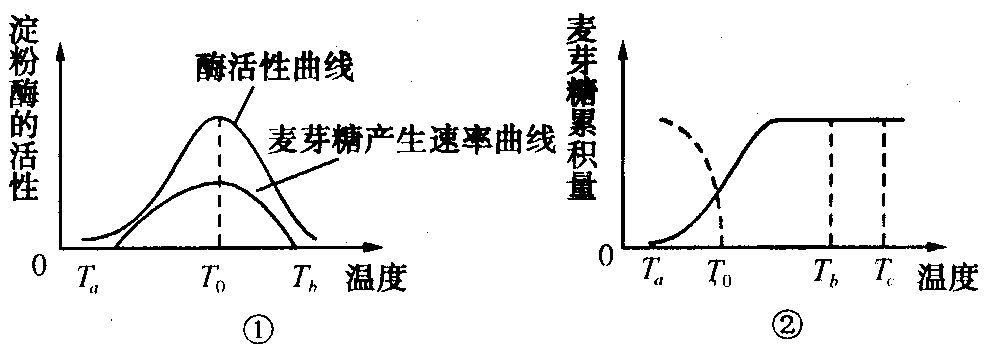 淀粉酶的活性
酶活性曲线
麦芽糖产生速率曲线
0 Ta T0 Tb 温度
①
麦芽糖累积量
0 Ta T0 Tb Tc 温度
②